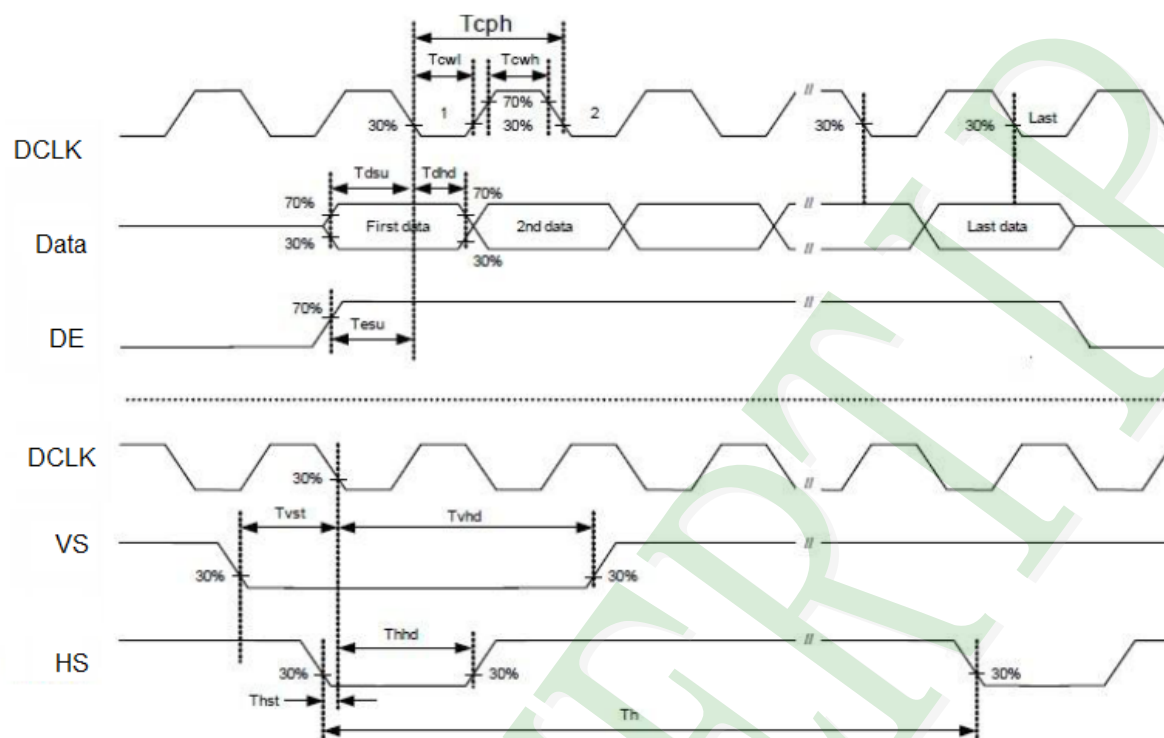 Tcph
Tcwl Tcwh
DCLK 30% 1 70% 30% 2 // 30% 30% Last //
Tdsu Tdhd
70% 70%
Data First data 2nd data // Last data //
30% 30%
DE 70% //
Tesu
DCLK 30% // //
Tvst Tvhd
VS 30% 30% //
Thhd
HS 30% 30% // 30%
Thst
Th
ERTIP